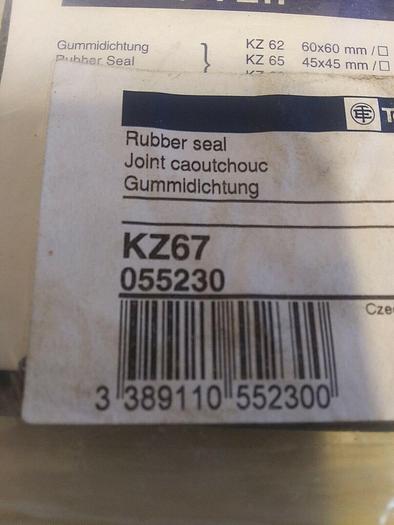 Gummidichtung KZ 62 60x60 mm / □
Rubber Seal } KZ 65 45x45 mm / □
Rubber seal
Joint caoutchouc
Gummidichtung
KZ67
055230
3 389110 552300